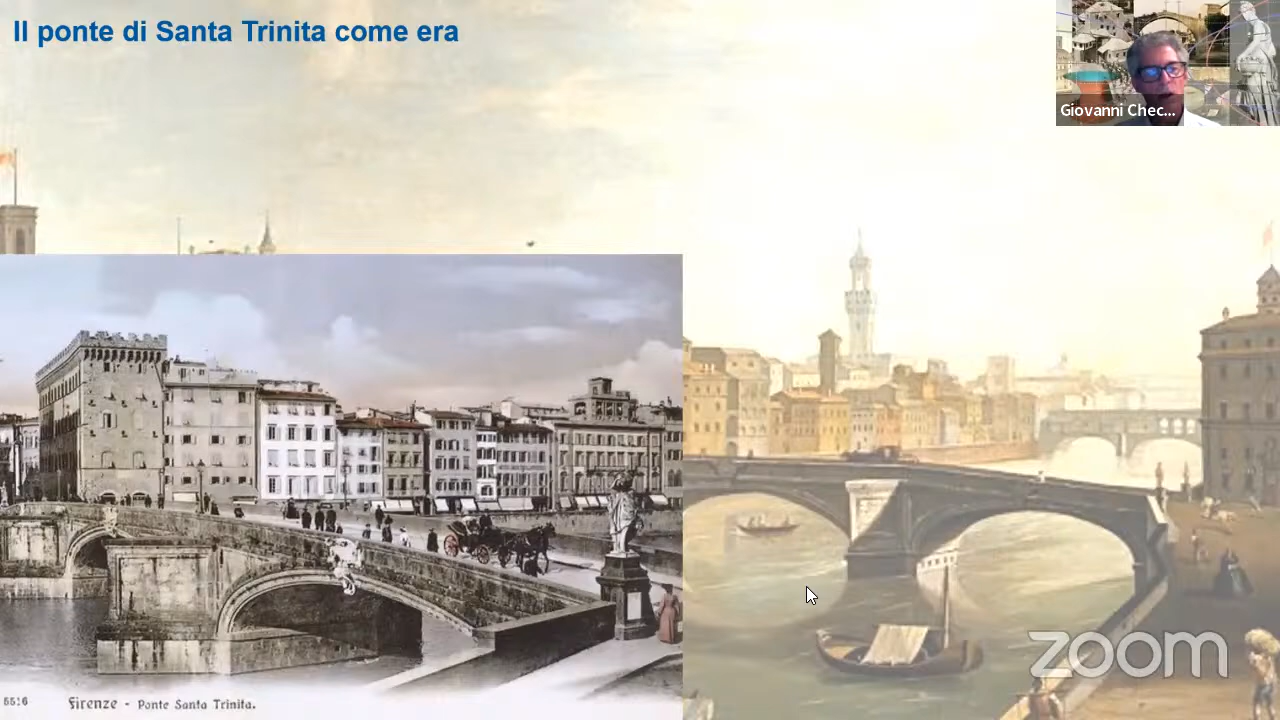 Il ponte di Santa Trinita come era
Giovanni Chec...
zoom
5516 Firenze - Ponte Santa Trinita.